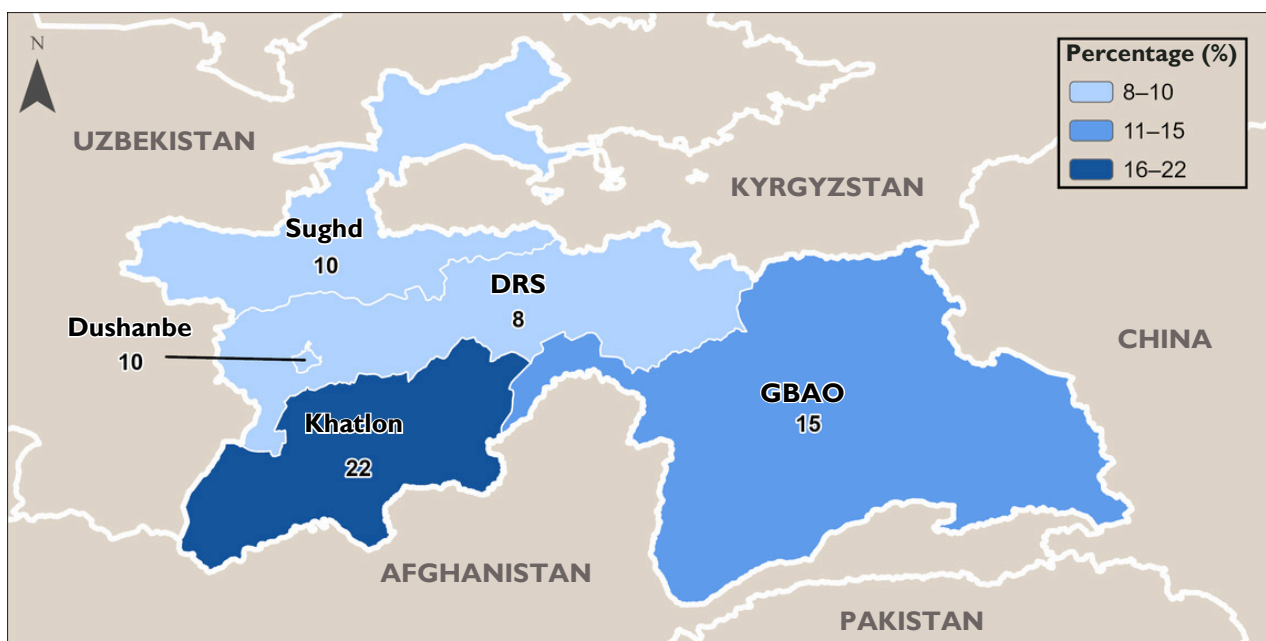 N
Percentage (%)
8–10
11–15
16–22
UZBEKISTAN
KYRGYZSTAN
Sughd
10
DRS
8
Dushanbe
10
CHINA
GBAO
15
Khatlon
22
AFGHANISTAN
PAKISTAN